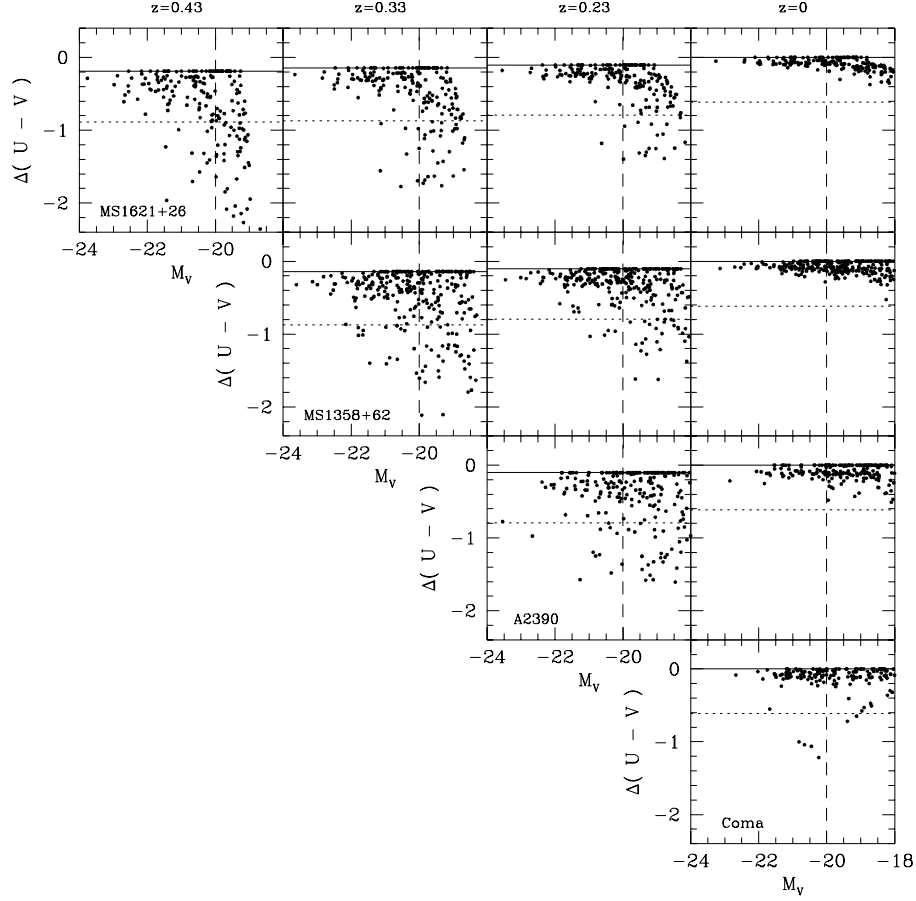 z=0.43 z=0.33 z=0.23 z=0
0
−1
−2
Δ( U − V )
MS1621+26
−24 −22 −20
M_V
0
−1
−2
Δ( U − V )
MS1358+62
−24 −22 −20
M_V
0
−1
−2
Δ( U − V )
A2390
−24 −22 −20
M_V
0
−1
−2
Δ( U − V )
Coma
−24 −22 −20 −18
M_V